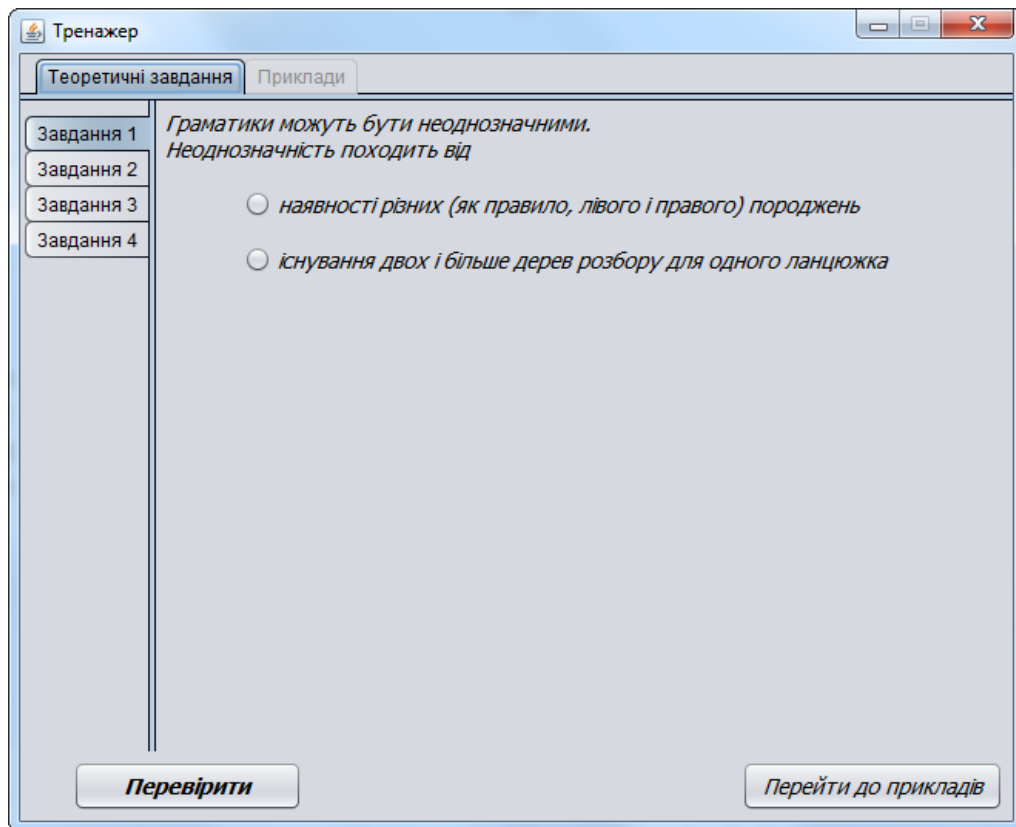 Тренажер
X
Теоретичні завдання Приклади
Завдання 1
Завдання 2
Завдання 3
Завдання 4
Граматики можуть бути неоднозначними.
Неоднозначність походить від
наявності різних (як правило, лівого і правого) породжень
існування двох і більше дерев розбору для одного ланцюжка
Перевірити
Перейти до прикладів